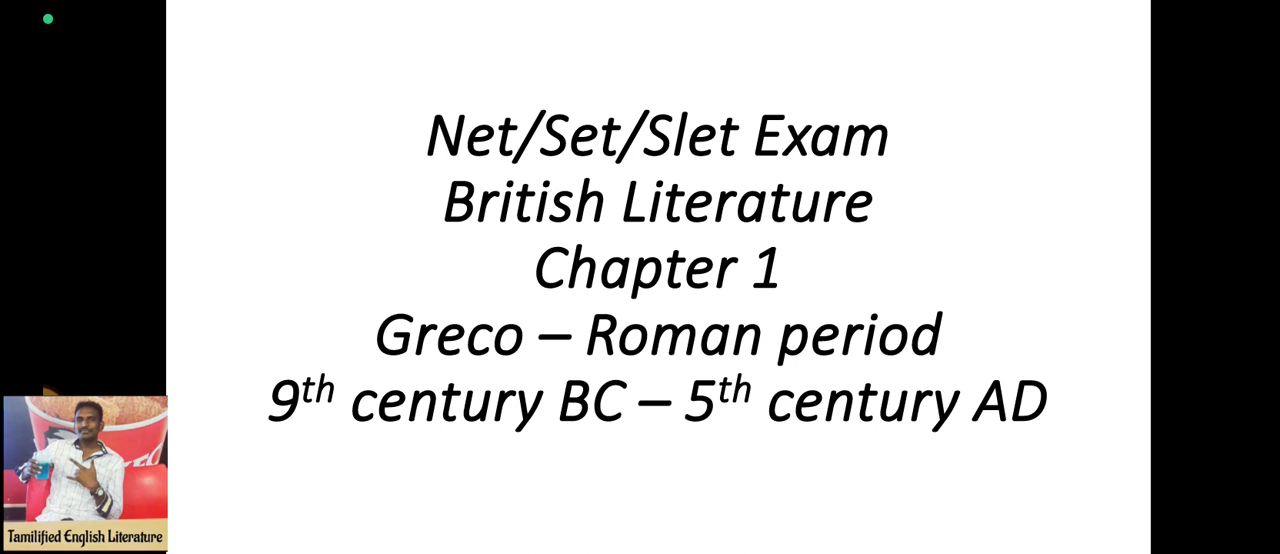 Net/Set/Slet Exam
British Literature
Chapter 1
Greco – Roman period
9th century BC – 5th century AD
Tamilified English Literature